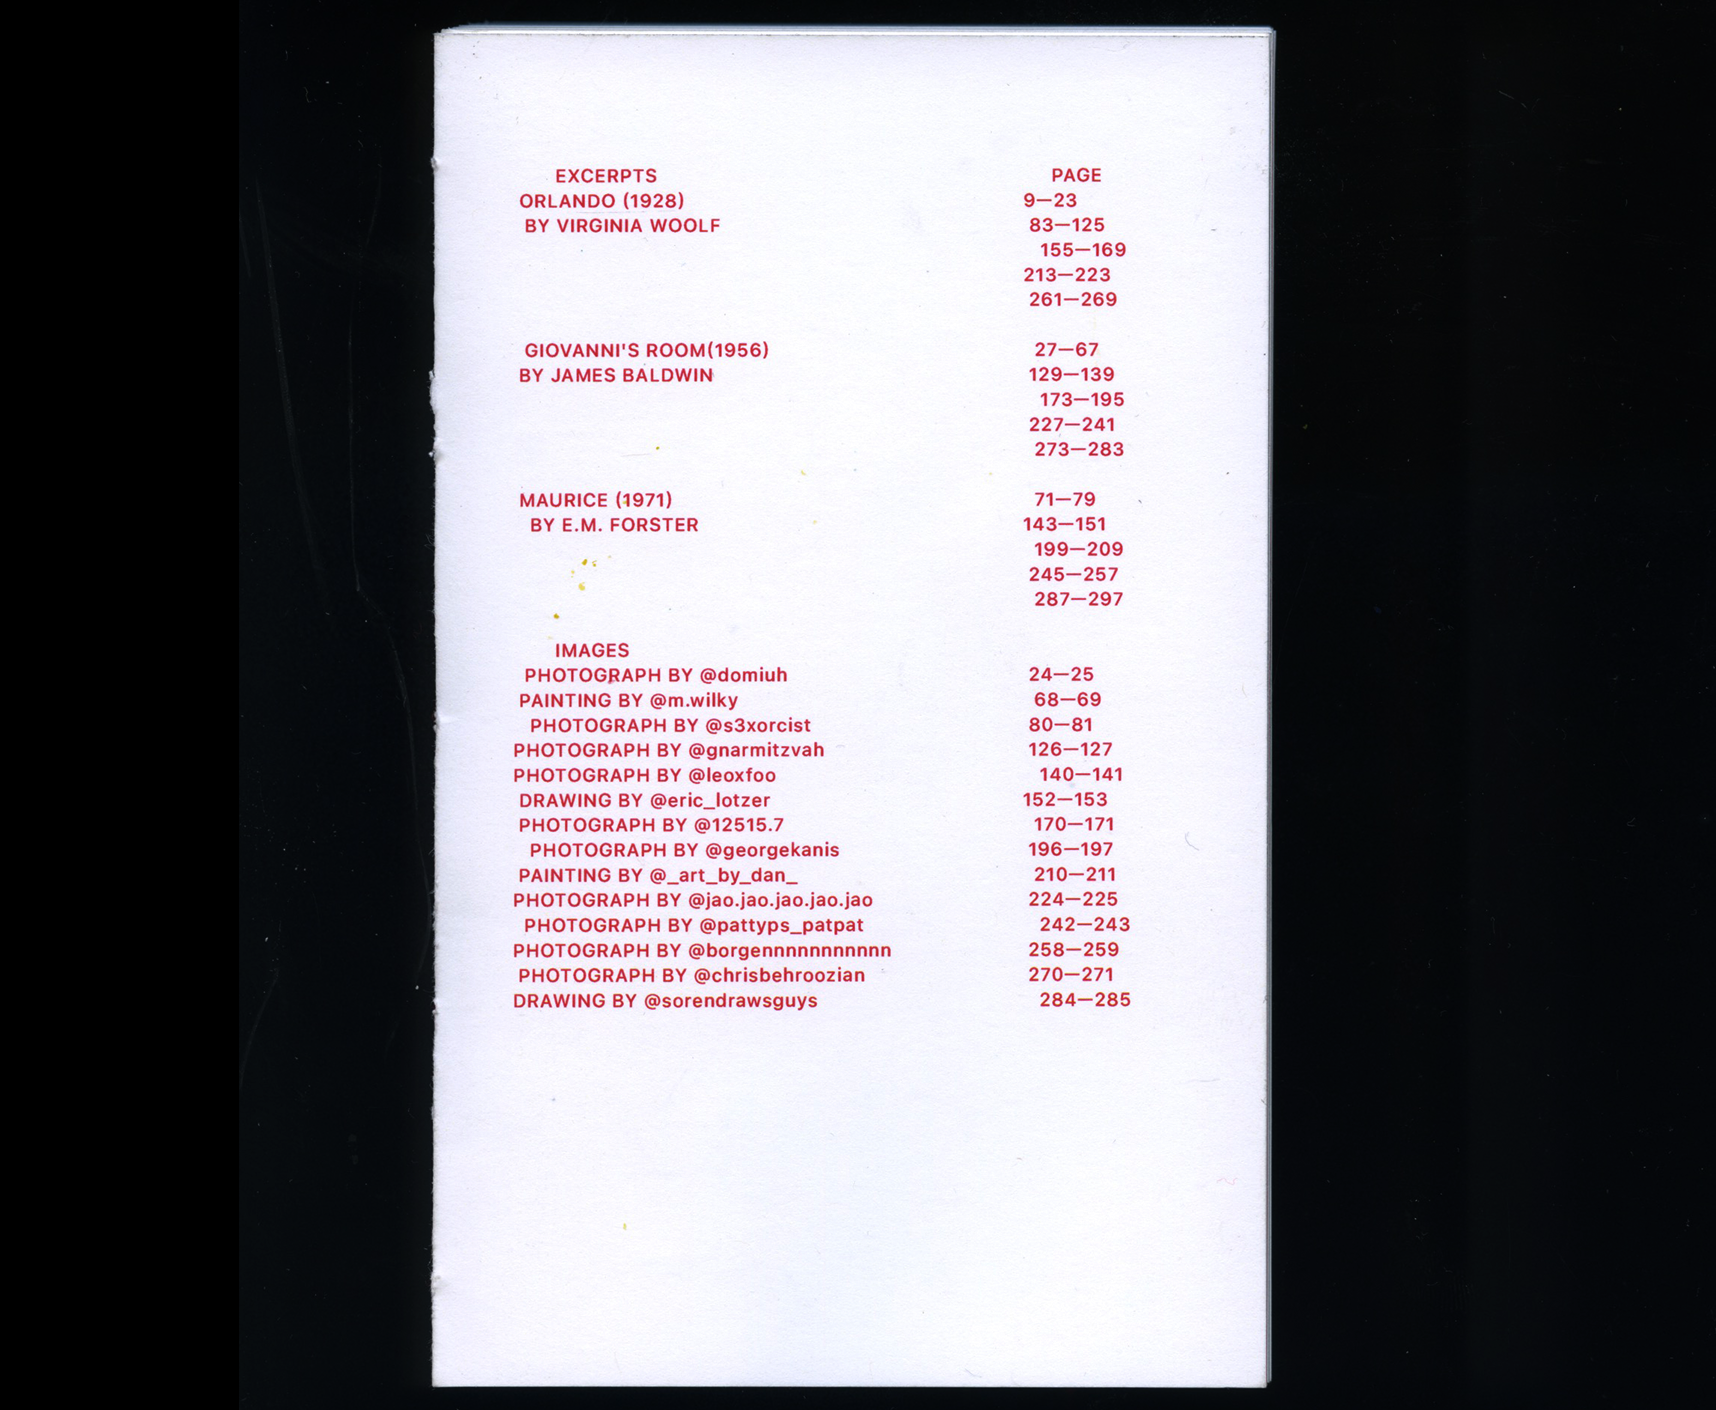 EXCERPTS PAGE
ORLANDO (1928) 9—23
BY VIRGINIA WOOLF 83—125
155—169
213—223
261—269
GIOVANNI'S ROOM(1956) 27—67
BY JAMES BALDWIN 129—139
173—195
227—241
273—283
MAURICE (1971) 71—79
BY E.M. FORSTER 143—151
199—209
245—257
287—297
IMAGES
PHOTOGRAPH BY @domiuh 24—25
PAINTING BY @m.wilky 68—69
PHOTOGRAPH BY @s3xorcist 80—81
PHOTOGRAPH BY @gnarmitzvah 126—127
PHOTOGRAPH BY @leoxfoo 140—141
DRAWING BY @eric_lotzer 152—153
PHOTOGRAPH BY @12515.7 170—171
PHOTOGRAPH BY @georgekanis 196—197
PAINTING BY @_art_by_dan_ 210—211
PHOTOGRAPH BY @jao.jao.jao.jao.jao 224—225
PHOTOGRAPH BY @pattyps_patpat 242—243
PHOTOGRAPH BY @borgennnnnnnnnnn 258—259
PHOTOGRAPH BY @chrisbehroozian 270—271
DRAWING BY @sorendrawsguys 284—285